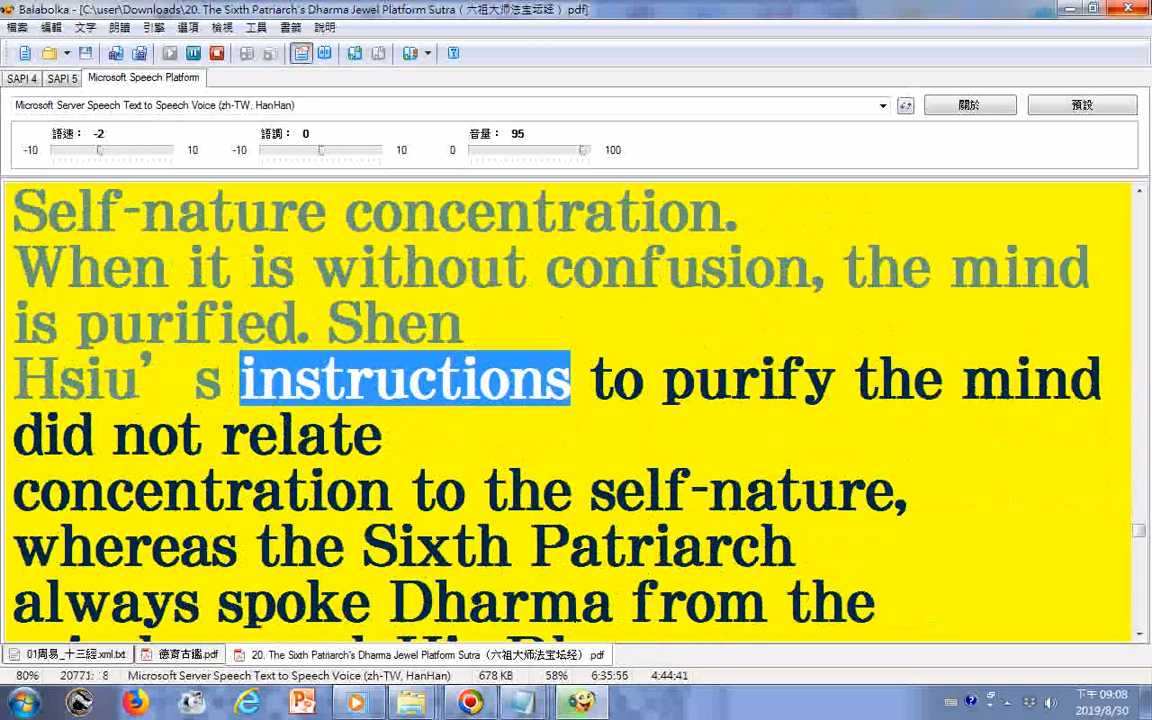 Balabolka - [C:\user\Downloads\20. The Sixth Patriarch's Dharma Jewel Platform Sutra（六祖大师法宝坛经）.pdf]
檔案 編輯 文字 朗讀 引擎 選項 檢視 工具 書籤 說明
SAPI 4 SAPI 5 Microsoft Speech Platform
Microsoft Server Speech Text to Speech Voice (zh-TW, HanHan) 關於 預設
語速： -2 語調： 0 音量： 95
-10 10 -10 10 0 100
Self-nature concentration.
When it is without confusion, the mind
is purified. Shen
Hsiu’s instructions to purify the mind
did not relate
concentration to the self-nature,
whereas the Sixth Patriarch
always spoke Dharma from the
01周易_十三經.xml.txt 德育古鑑.pdf 20. The Sixth Patriarch's Dharma Jewel Platform Sutra（六祖大师法宝坛经）.pdf
80% 20771: 8 Microsoft Server Speech Text to Speech Voice (zh-TW, HanHan) 678 KB 58% 6:35:55 4:44:41
下午 09:08
2019/8/30